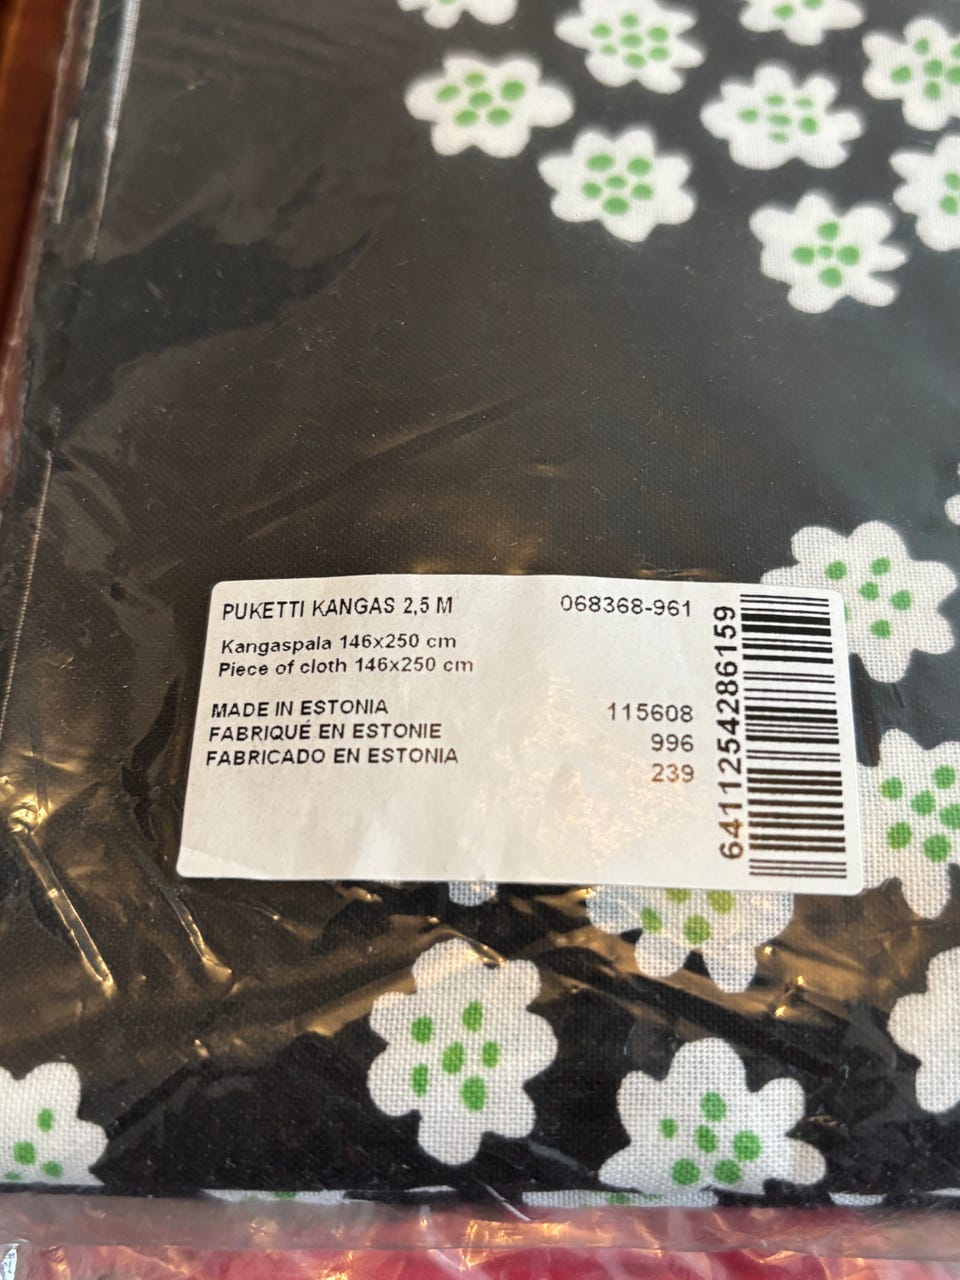 PUKETTI KANGAS 2,5 M 068368-961
Kangaspala 146x250 cm
Piece of cloth 146x250 cm
MADE IN ESTONIA 115608
FABRIQUÉ EN ESTONIE 996
FABRICADO EN ESTONIA 239
6411254286159